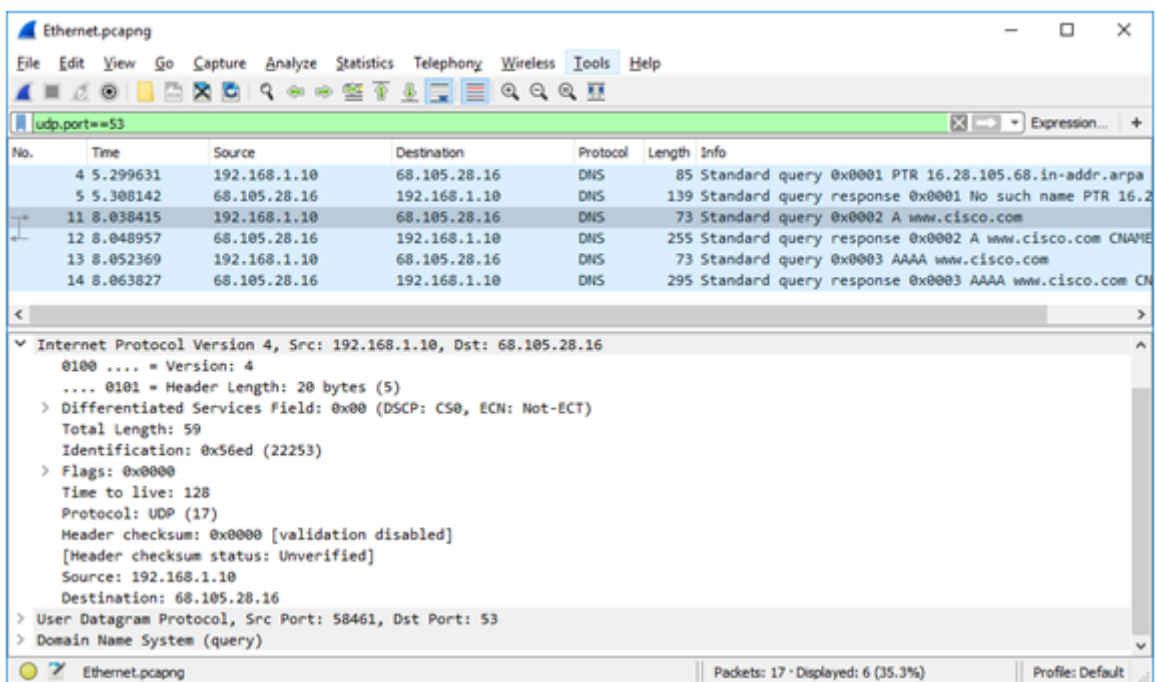 Ethernet.pcapng
File Edit View Go Capture Analyze Statistics Telephony Wireless Tools Help
udp.port==53 Expression... +
No. Time Source Destination Protocol Length Info
4 5.299631 192.168.1.10 68.105.28.16 DNS 85 Standard query 0x0001 PTR 16.28.105.68.in-addr.arpa
5 5.308142 68.105.28.16 192.168.1.10 DNS 139 Standard query response 0x0001 No such name PTR 16.2
11 8.038415 192.168.1.10 68.105.28.16 DNS 73 Standard query 0x0002 A www.cisco.com
12 8.048957 68.105.28.16 192.168.1.10 DNS 255 Standard query response 0x0002 A www.cisco.com CNAME
13 8.052369 192.168.1.10 68.105.28.16 DNS 73 Standard query 0x0003 AAAA www.cisco.com
14 8.063827 68.105.28.16 192.168.1.10 DNS 295 Standard query response 0x0003 AAAA www.cisco.com CN
Internet Protocol Version 4, Src: 192.168.1.10, Dst: 68.105.28.16
0100 .... = Version: 4
.... 0101 = Header Length: 20 bytes (5)
Differentiated Services Field: 0x00 (DSCP: CS0, ECN: Not-ECT)
Total Length: 59
Identification: 0x56ed (22253)
Flags: 0x0000
Time to live: 128
Protocol: UDP (17)
Header checksum: 0x0000 [validation disabled]
[Header checksum status: Unverified]
Source: 192.168.1.10
Destination: 68.105.28.16
User Datagram Protocol, Src Port: 58461, Dst Port: 53
Domain Name System (query)
Ethernet.pcapng Packets: 17 · Displayed: 6 (35.3%) Profile: Default